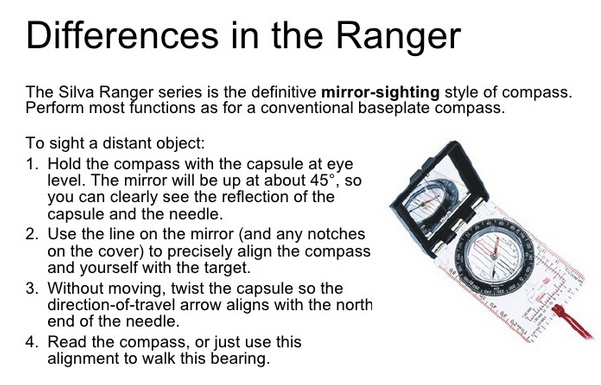 Differences in the Ranger
The Silva Ranger series is the definitive mirror-sighting style of compass.
Perform most functions as for a conventional baseplate compass.
To sight a distant object:
1. Hold the compass with the capsule at eye
level. The mirror will be up at about 45°, so
you can clearly see the reflection of the
capsule and the needle.
2. Use the line on the mirror (and any notches
on the cover) to precisely align the compass
and yourself with the target.
3. Without moving, twist the capsule so the
direction-of-travel arrow aligns with the north
end of the needle.
4. Read the compass, or just use this
alignment to walk this bearing.